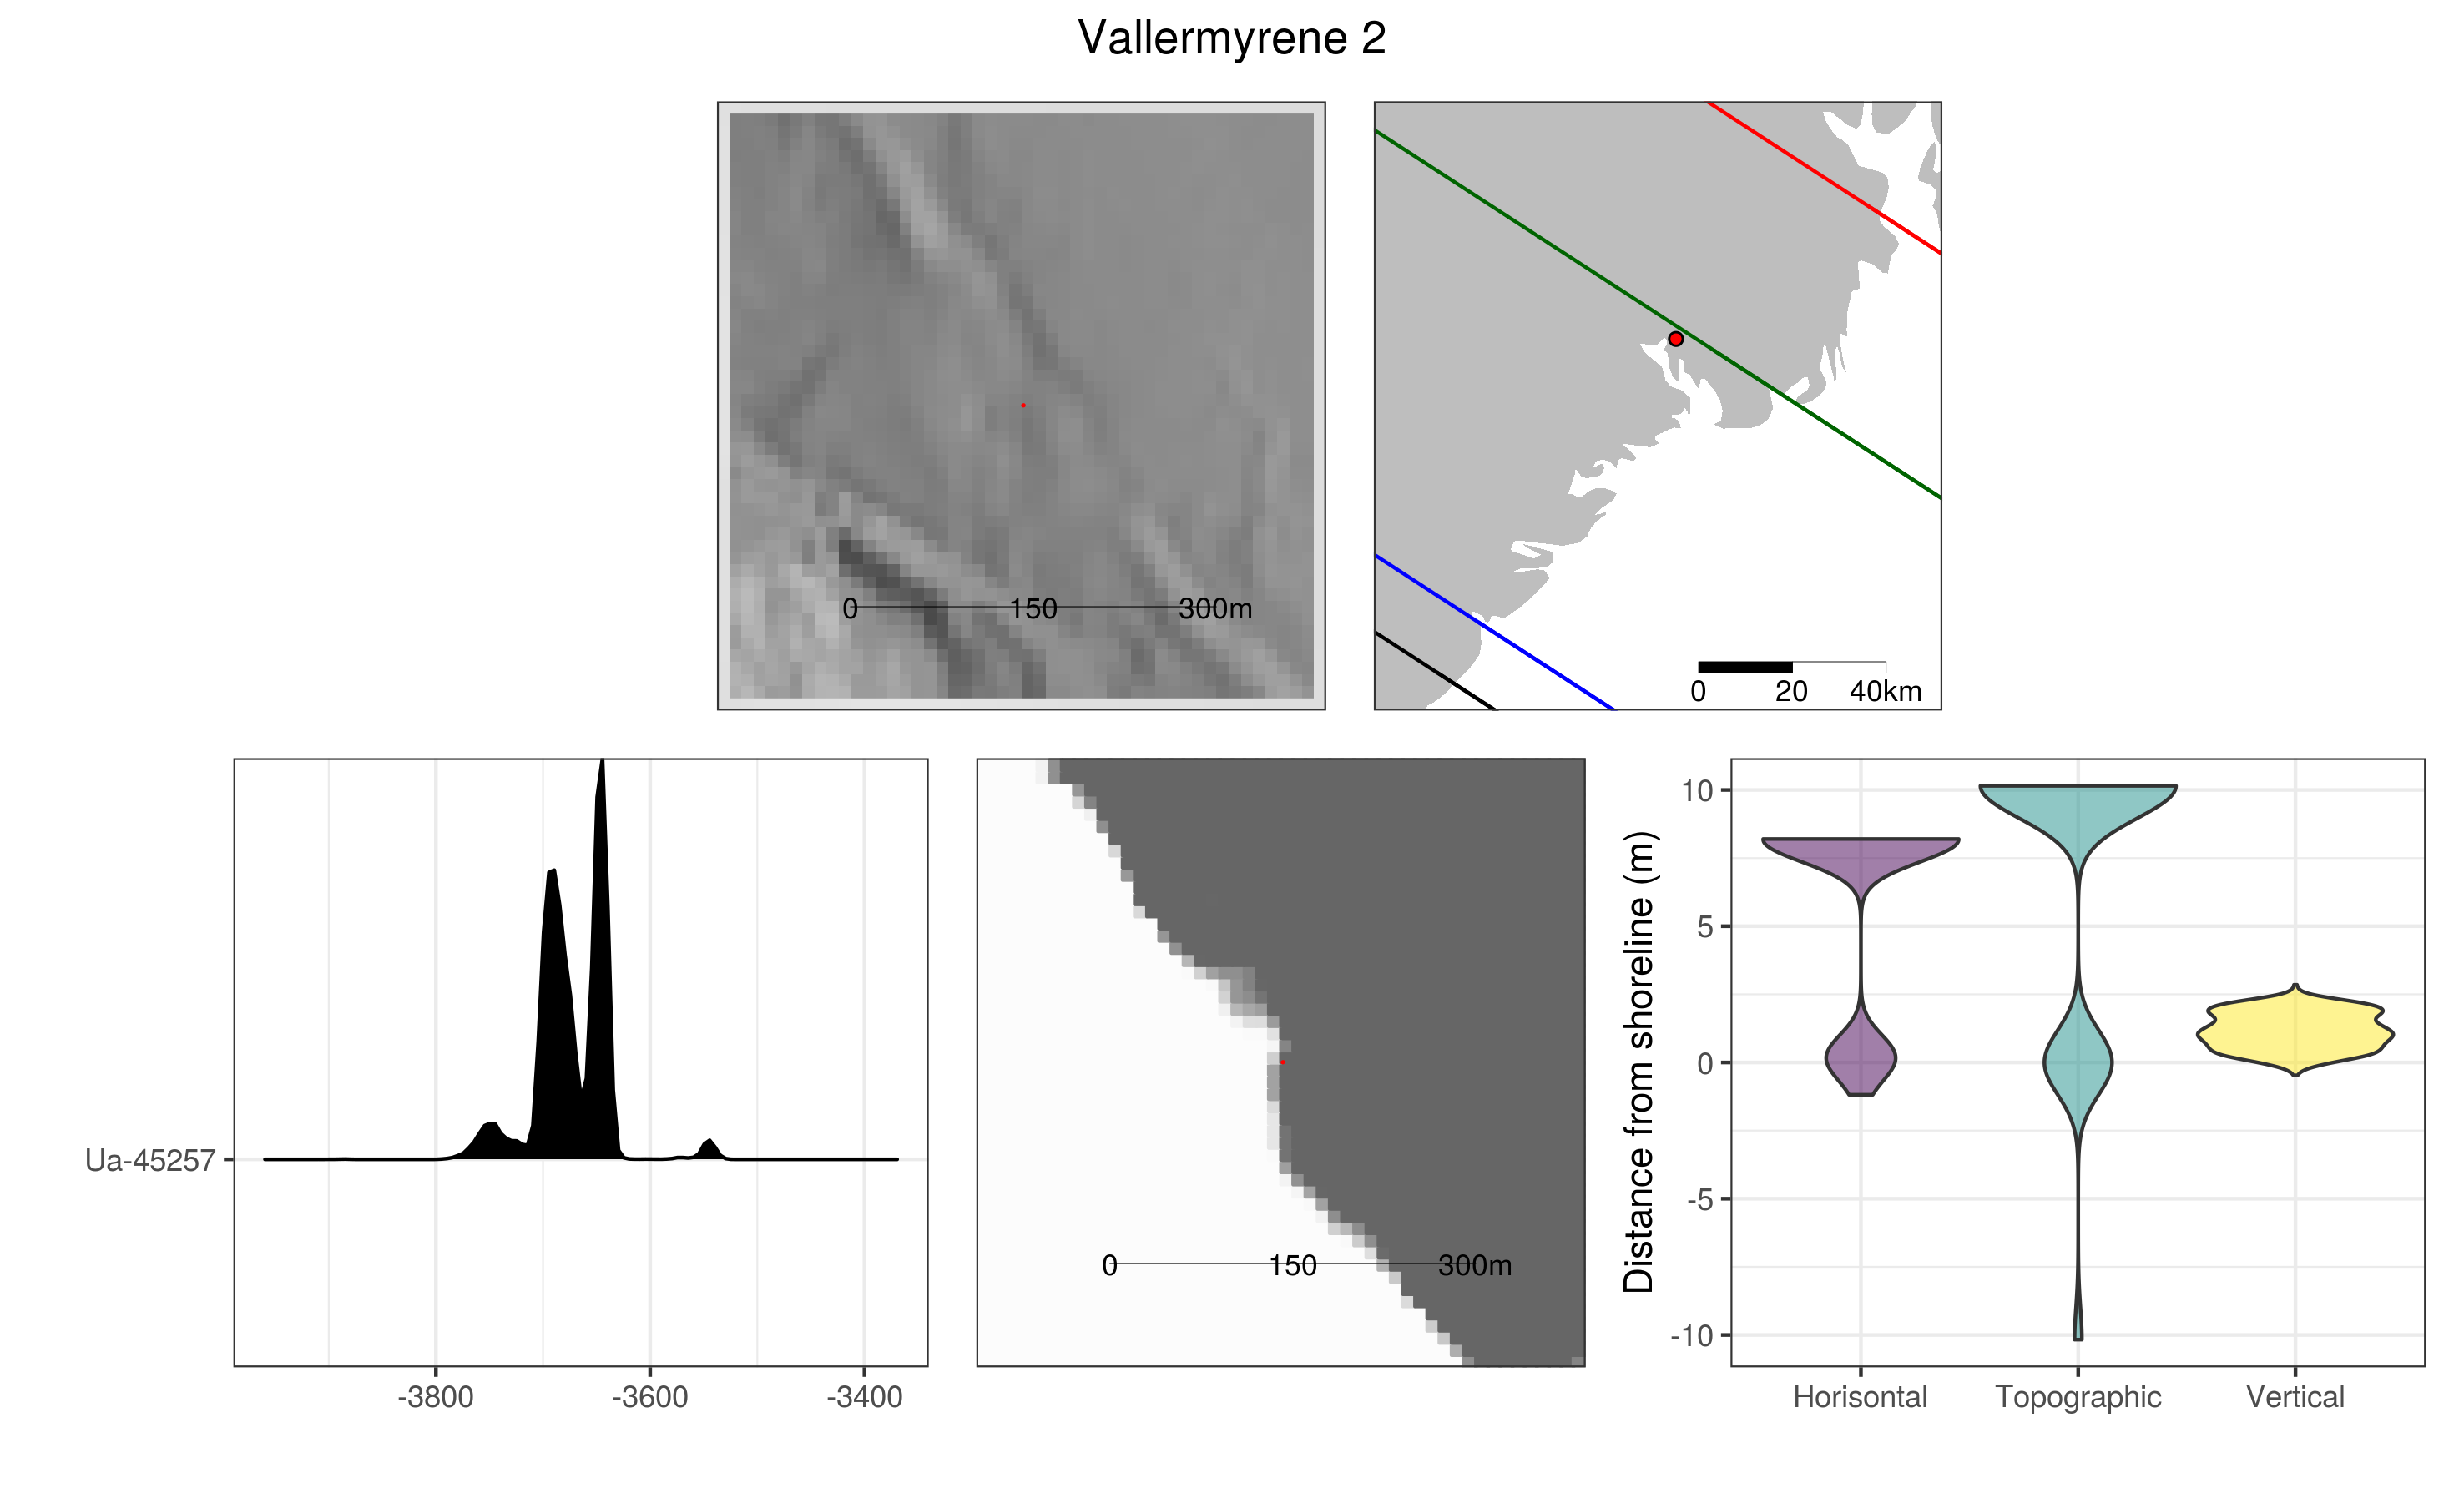 Vallermyrene 2
0 150 300m
0 20 40km
Ua-45257
-3800 -3600 -3400
0 150 300m
Distance from shoreline (m)
10
5
0
-5
-10
Horisontal Topographic Vertical